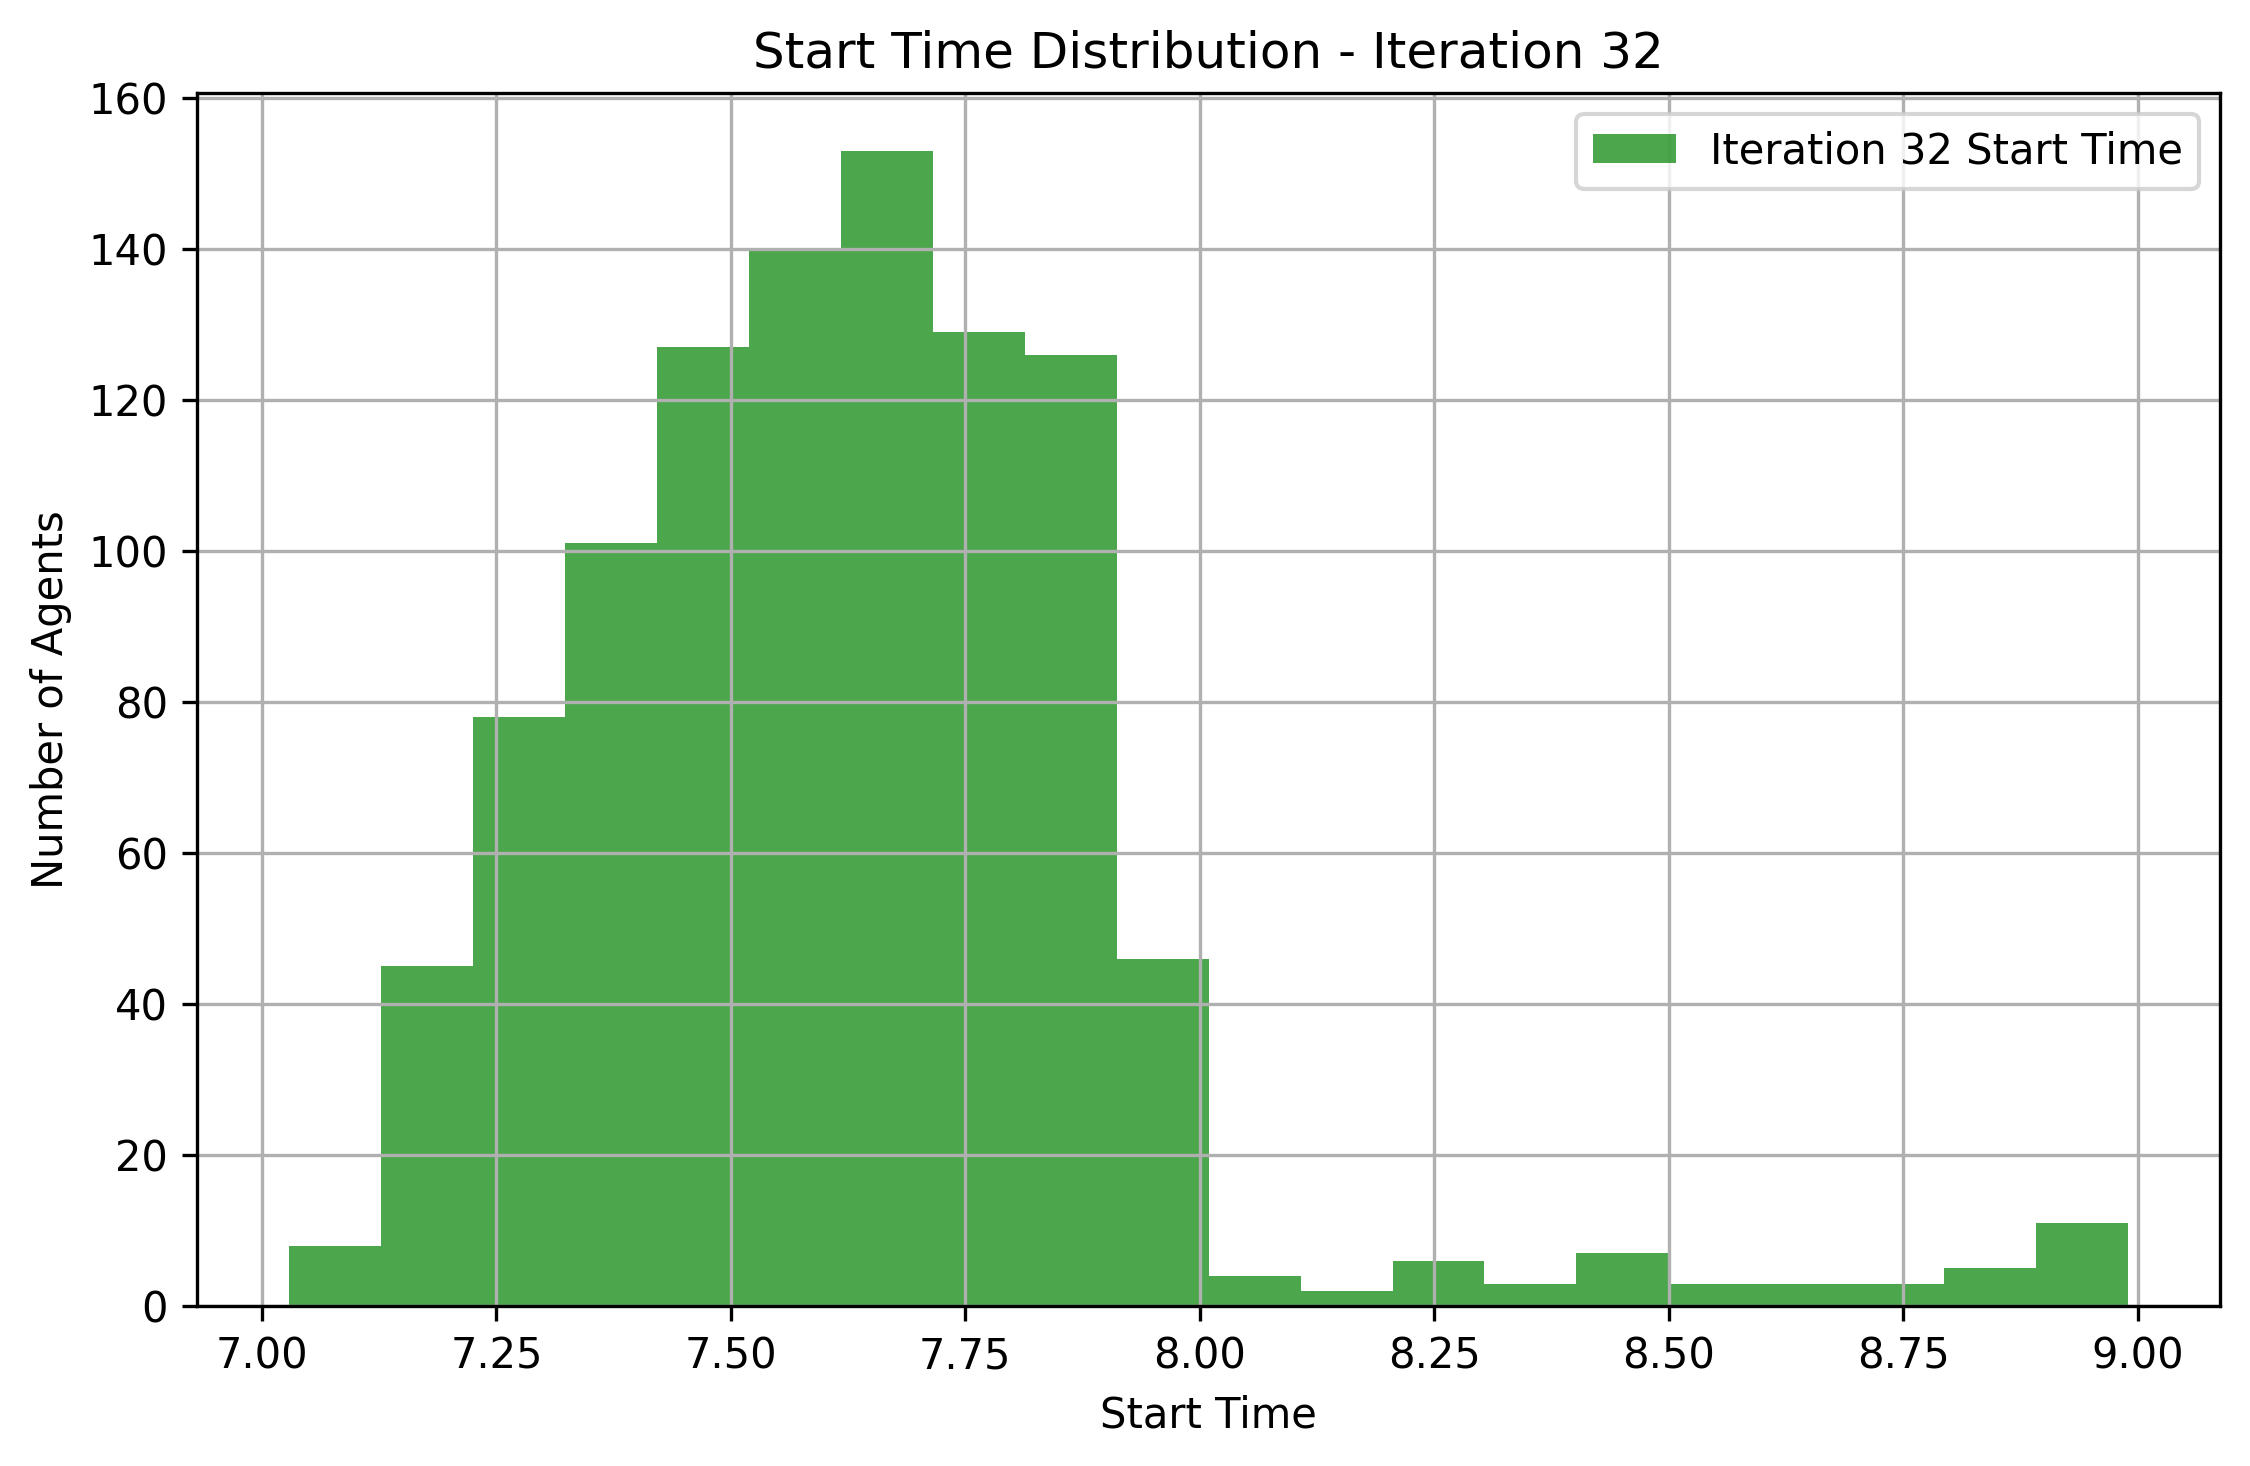 Start Time Distribution - Iteration 32
160
140
120
100
80
60
40
20
0
Number of Agents
Iteration 32 Start Time
7.00 7.25 7.50 7.75 8.00 8.25 8.50 8.75 9.00
Start Time